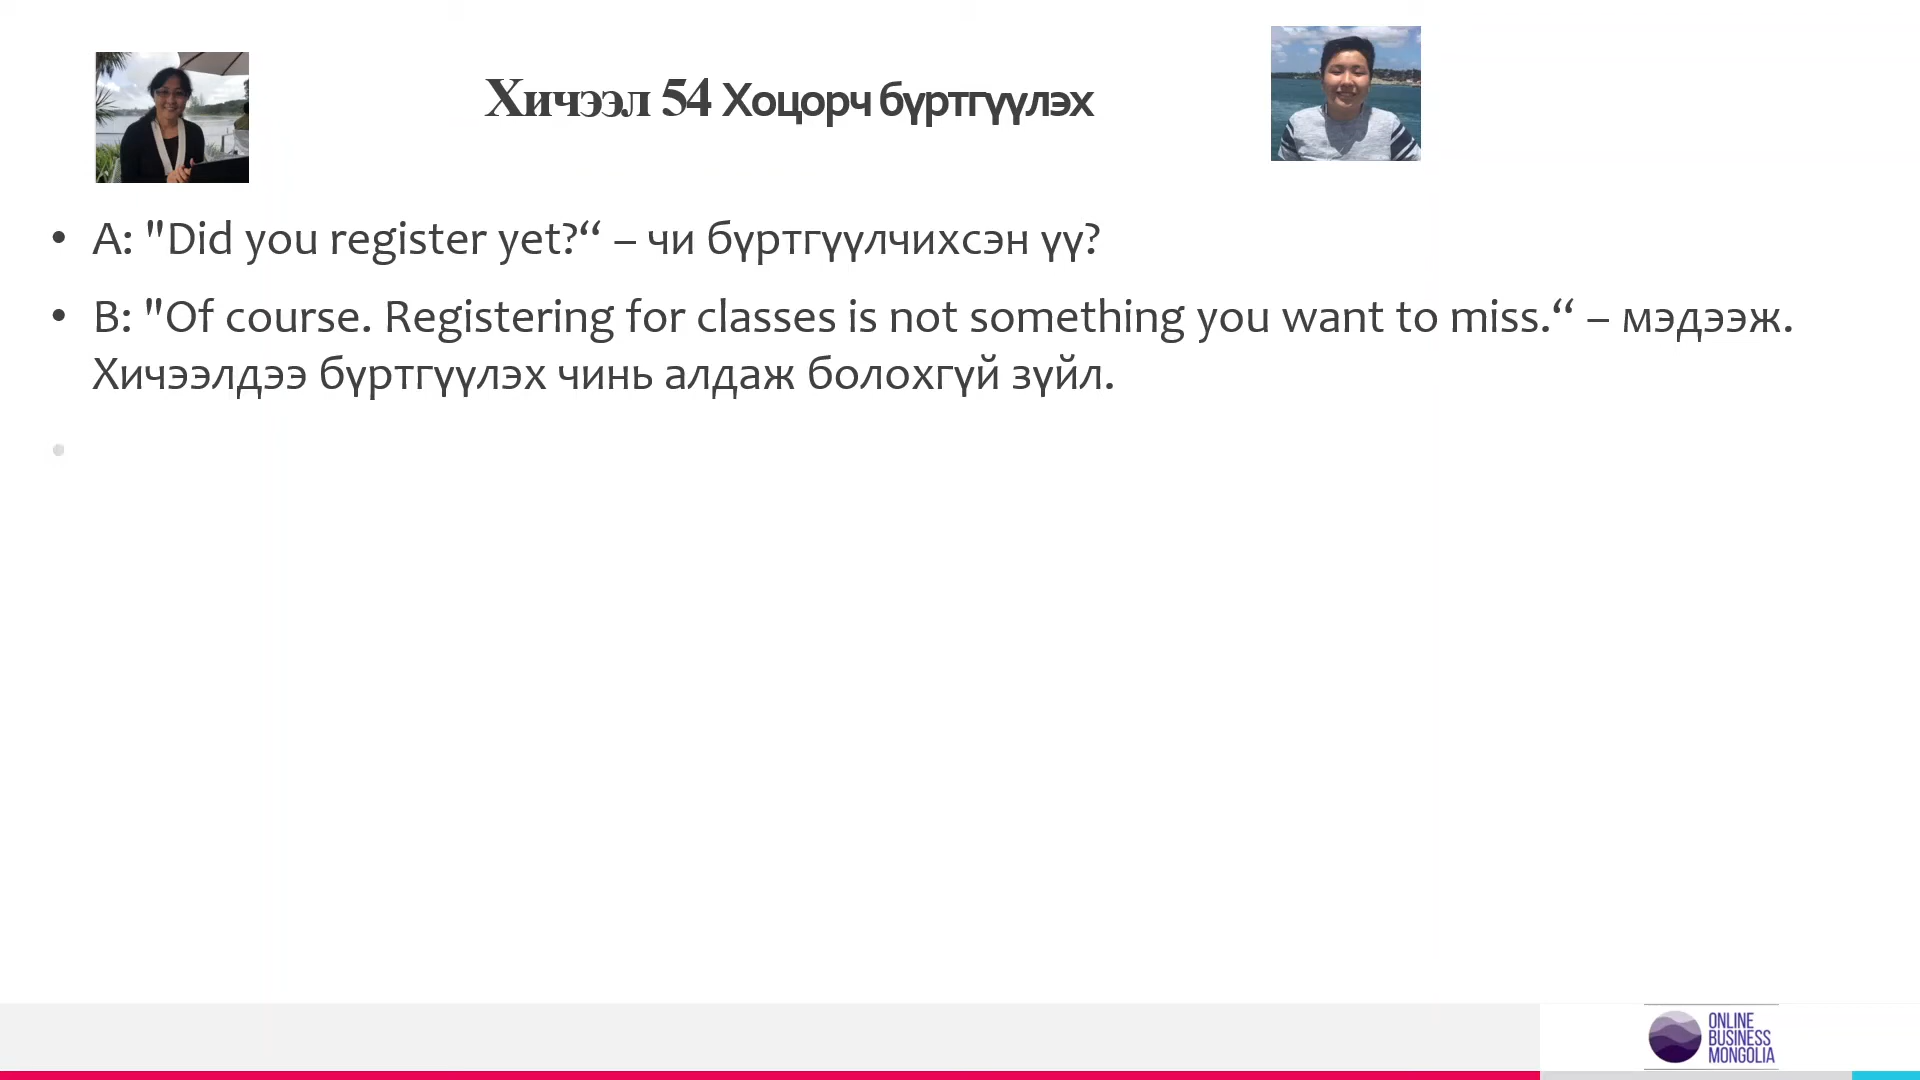 Хичээл 54 Хоцорч бүртгүүлэх
• A: "Did you register yet?“ – чи бүртгүүлчихсэн үү?
• B: "Of course. Registering for classes is not something you want to miss.“ – мэдээж.
Хичээлдээ бүртгүүлэх чинь алдаж болохгүй зүйл.
ONLINE
BUSINESS
MONGOLIA